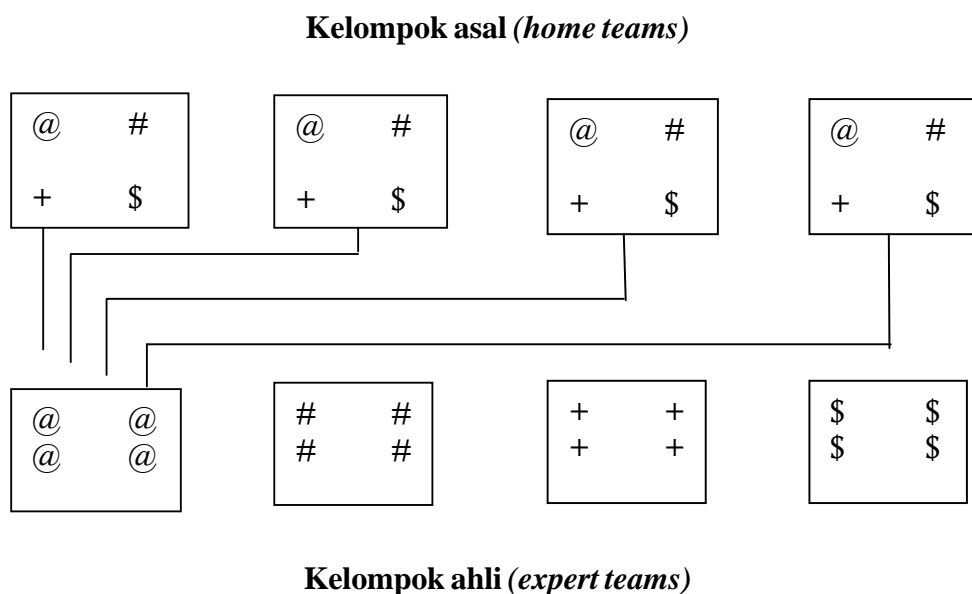 Kelompok asal (home teams)
@ # @ # @ # @ #
+ $ + $ + $ + $
@ @ # # + + $ $
@ @ # # + + $ $
Kelompok ahli (expert teams)